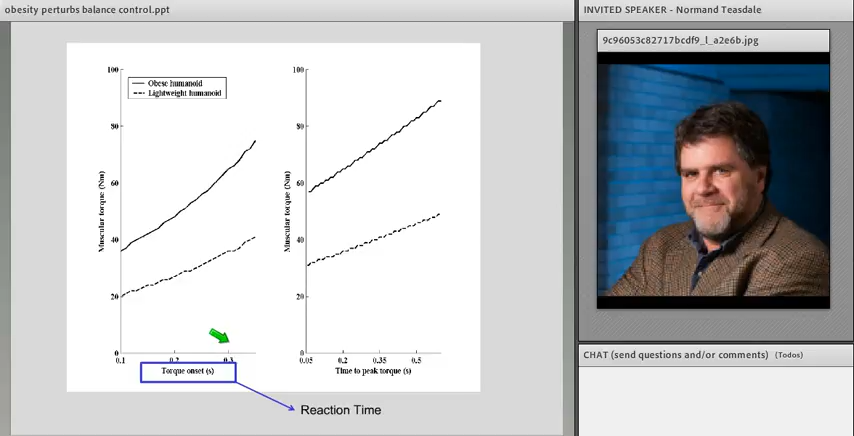 obesity perturbs balance control.ppt
INVITED SPEAKER - Normand Teasdale
9c96053c82717bcdf9_l_a2e6b.jpg
100
80
60
40
20
0
Muscular torque (Nm)
Obese humanoid
Lightweight humanoid
0.1 0.2 0.3
Torque onset (s)
100
80
60
40
20
0
Muscular torque (Nm)
0.05 0.2 0.35 0.5
Time to peak torque (s)
Reaction Time
CHAT (send questions and/or comments) (Todos)